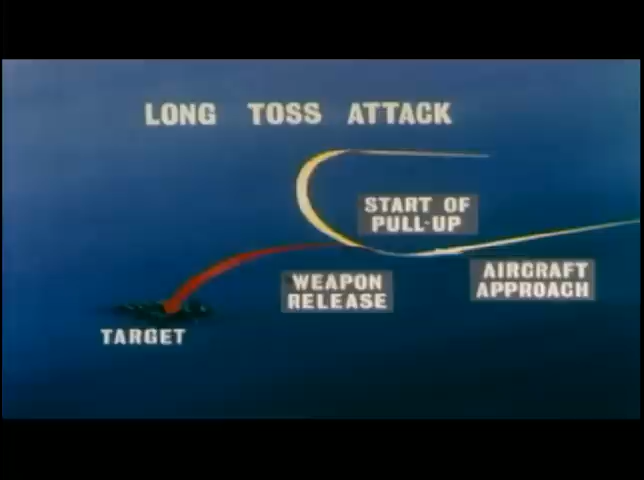 LONG TOSS ATTACK
START OF
PULL-UP
AIRCRAFT
APPROACH
WEAPON
RELEASE
TARGET